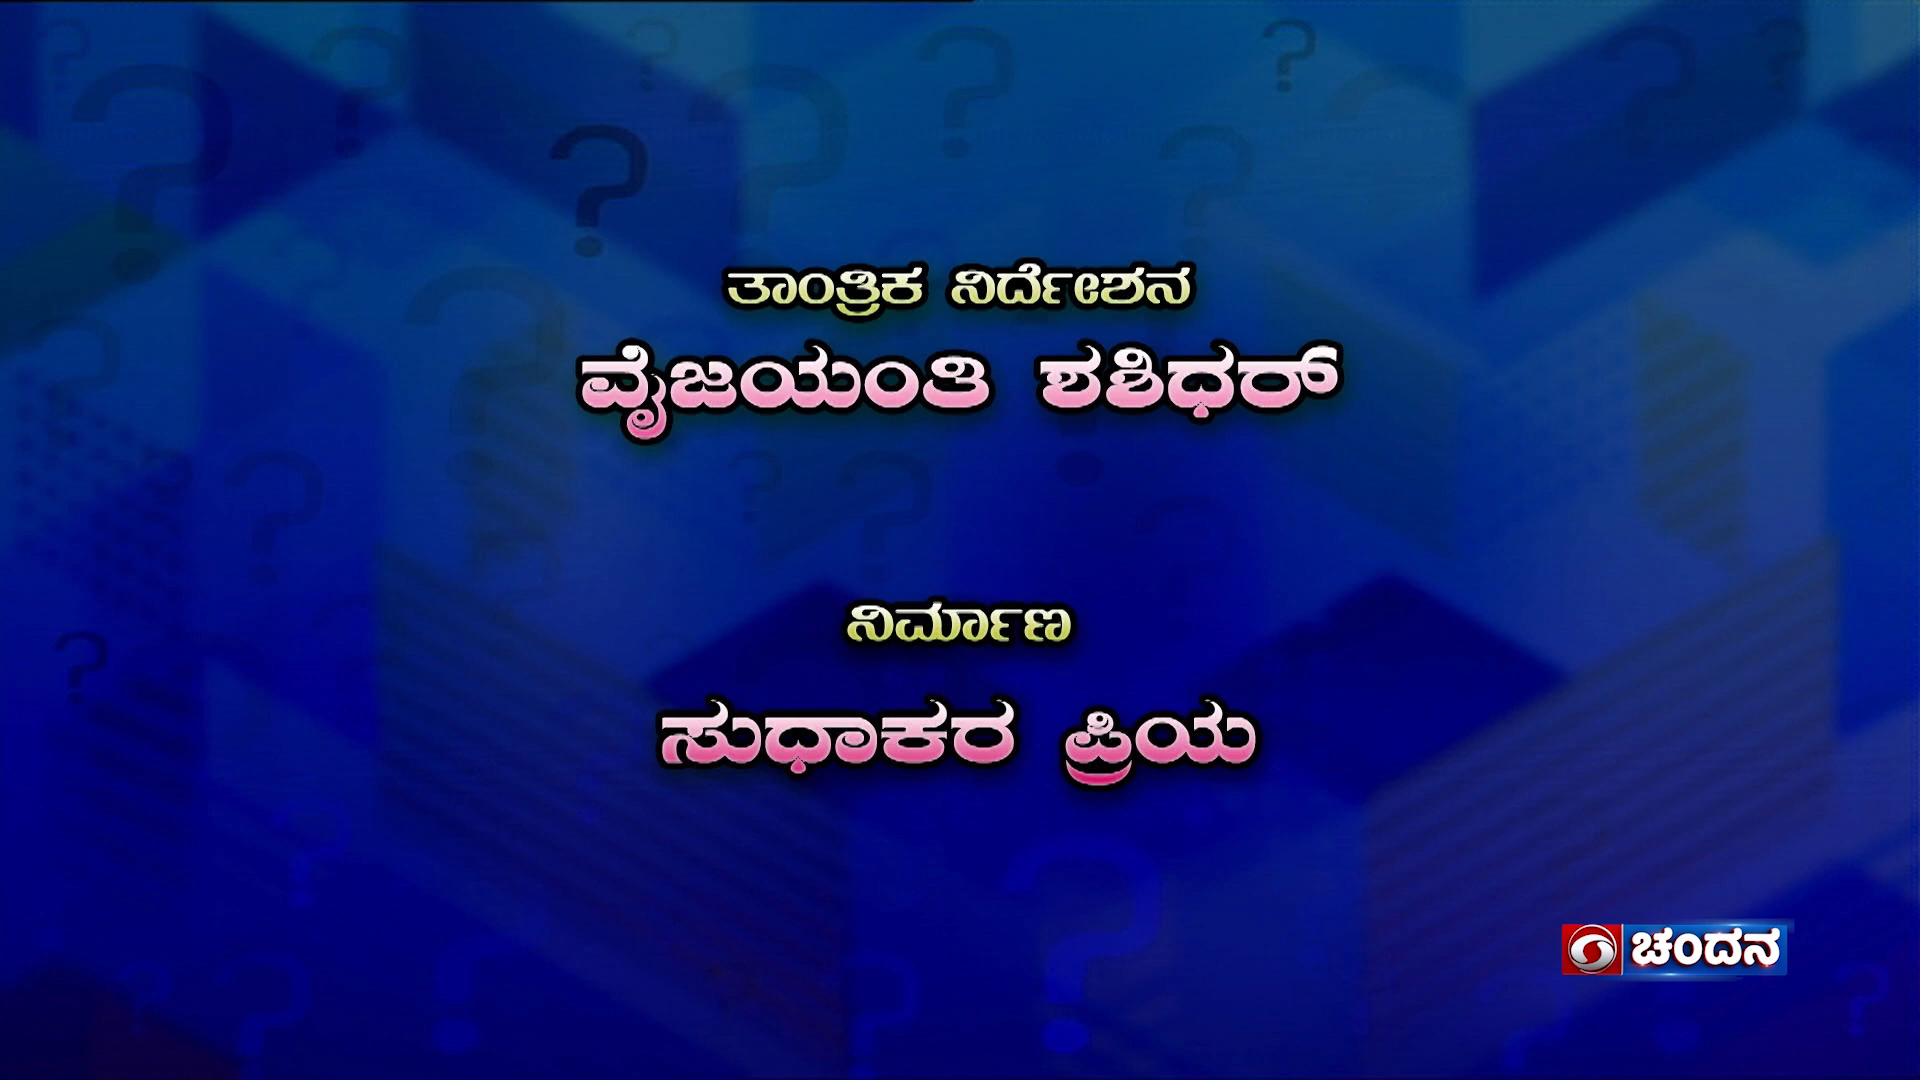 ತಾಂತ್ರಿಕ ನಿರ್ದೇಶನ
ವೈಜಯಂತಿ ಶಶಿಧರ್
ನಿರ್ಮಾಣ
ಸುಧಾಕರ ಪ್ರಿಯ
ಚಂದನ